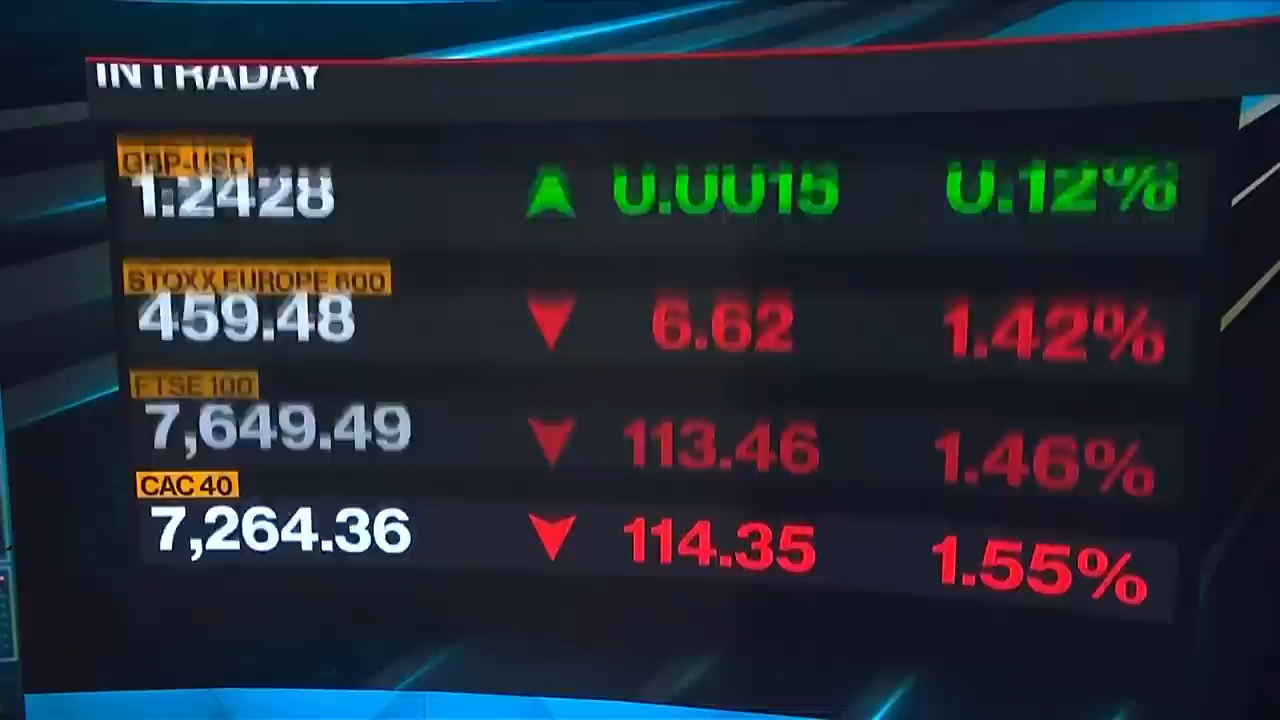 INTRADAY
GBP-USD
1.2428 ▲ 0.0015 0.12%
STOXX EUROPE 600
459.48 ▼ 6.62 1.42%
FTSE 100
7,649.49 ▼ 113.46 1.46%
CAC 40
7,264.36 ▼ 114.35 1.55%